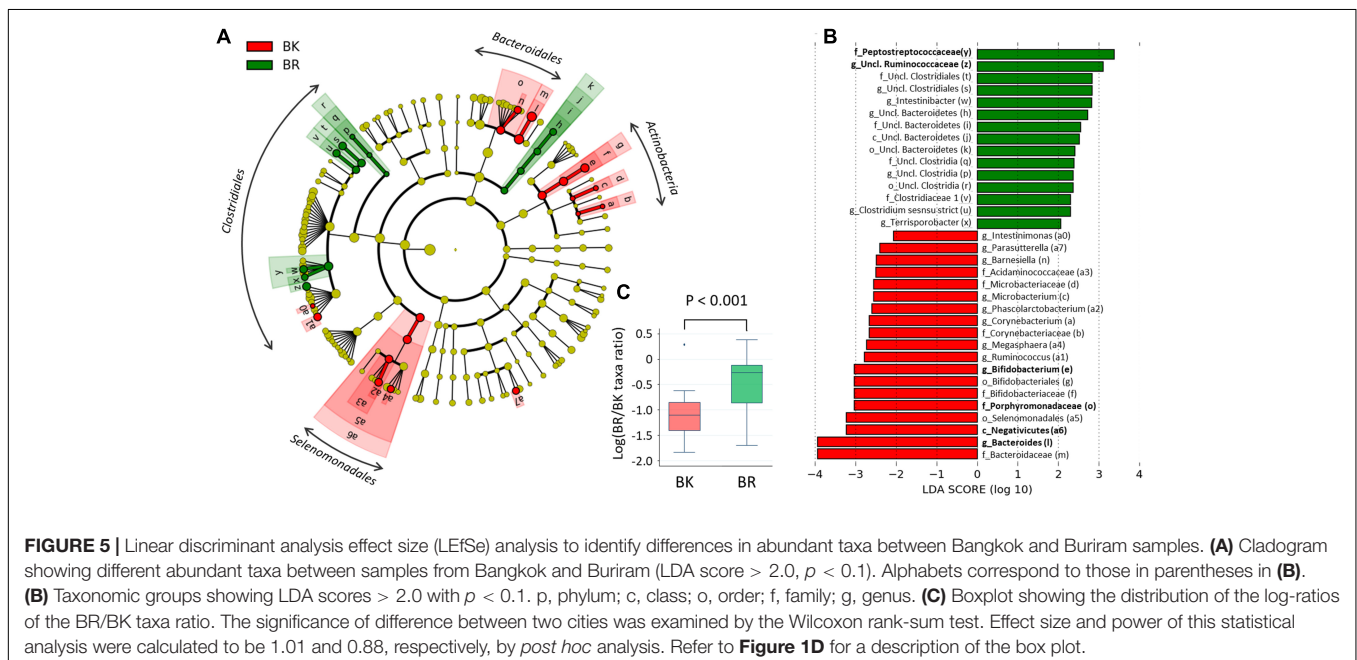 A
BK
BR
Bacteroidales
Clostridiales
Actinobacteria
Selenomonadales
o
n
m
l
k
j
i
h
g
f
e
d
c
b
a
r
q
p
t
s
v
u
y
w
x
z
a0
a1
a2
a4
a3
a5
a6
a7
B
f_Peptostreptococcaceae(y)
g_Uncl. Ruminococcaceae (z)
f_Uncl. Clostridiales (t)
g_Uncl. Clostridiales (s)
g_Intestinibacter (w)
g_Uncl. Bacteroidetes (h)
f_Uncl. Bacteroidetes (i)
c_Uncl. Bacteroidetes (j)
o_Uncl. Bacteroidetes (k)
f_Uncl. Clostridia (q)
g_Uncl. Clostridia (p)
o_Uncl. Clostridia (r)
f_Clostridiaceae 1 (v)
g_Clostridium sesnsu strict (u)
g_Terrisporobacter (x)
g_Intestinimonas (a0)
g_Parasutterella (a7)
g_Barnesiella (n)
f_Acidaminococcaceae (a3)
f_Microbacteriaceae (d)
g_Microbacterium (c)
g_Phascolarctobacterium (a2)
g_Corynebacterium (a)
f_Corynebacteriaceae (b)
g_Megasphaera (a4)
g_Ruminococcus (a1)
g_Bifidobacterium (e)
o_Bifidobacteriales (g)
f_Bifidobacteriaceae (f)
f_Porphyromonadaceae (o)
o_Selenomonadales (a5)
c_Negativicutes (a6)
g_Bacteroides (l)
f_Bacteroidaceae (m)
−4 −3 −2 −1 0 1 2 3 4
LDA SCORE (log 10)
C
P < 0.001
Log(BR/BK taxa ratio)
0.5
0
-0.5
-1.0
-1.5
-2.0
BK BR
FIGURE 5 | Linear discriminant analysis effect size (LEfSe) analysis to identify differences in abundant taxa between Bangkok and Buriram samples. (A) Cladogram
showing different abundant taxa between samples from Bangkok and Buriram (LDA score > 2.0, p < 0.1). Alphabets correspond to those in parentheses in (B).
(B) Taxonomic groups showing LDA scores > 2.0 with p < 0.1. p, phylum; c, class; o, order; f, family; g, genus. (C) Boxplot showing the distribution of the log-ratios
of the BR/BK taxa ratio. The significance of difference between two cities was examined by the Wilcoxon rank-sum test. Effect size and power of this statistical
analysis were calculated to be 1.01 and 0.88, respectively, by post hoc analysis. Refer to Figure 1D for a description of the box plot.